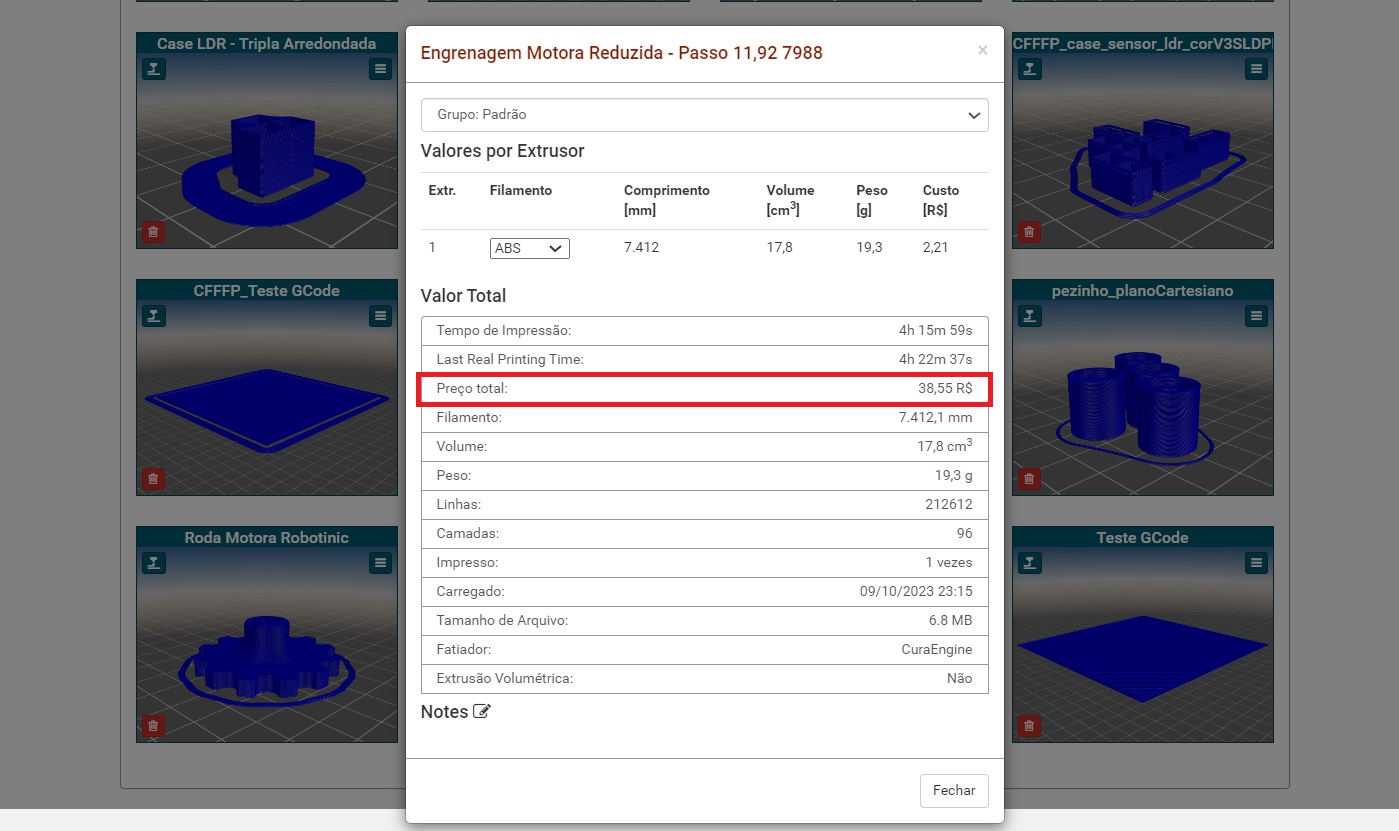 Case LDR - Tripla Arredondada
CFFFP_case_sensor_ldr_corV3SLDP
CFFFP_Teste GCode
pezinho_planoCartesiano
Roda Motora Robotinic
Teste GCode
Engrenagem Motora Reduzida - Passo 11,92 7988
×
Grupo: Padrão
Valores por Extrusor
Extr. Filamento Comprimento [mm] Volume [cm³] Peso [g] Custo [R$]
1 ABS 7.412 17,8 19,3 2,21
Valor Total
Tempo de Impressão: 4h 15m 59s
Last Real Printing Time: 4h 22m 37s
Preço total: 38,55 R$
Filamento: 7.412,1 mm
Volume: 17,8 cm³
Peso: 19,3 g
Linhas: 212612
Camadas: 96
Impresso: 1 vezes
Carregado: 09/10/2023 23:15
Tamanho de Arquivo: 6.8 MB
Fatiador: CuraEngine
Extrusão Volumétrica: Não
Notes
Fechar